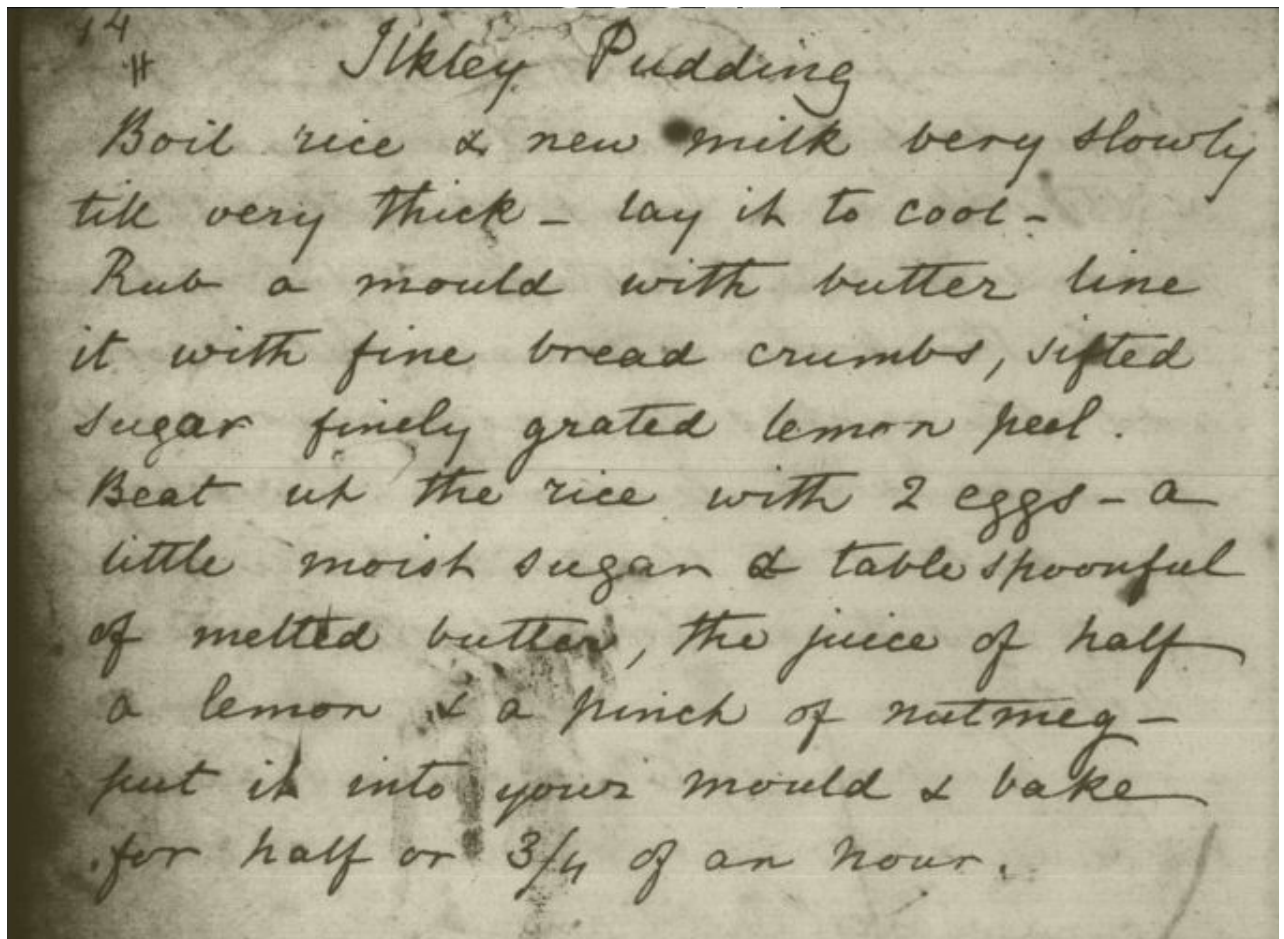 14
Ilkley Pudding
Boil rice & new milk very slowly
till very thick - lay it to cool -
Rub a mould with butter line
it with fine bread crumbs, sifted
sugar finely grated lemon peel.
Beat up the rice with 2 eggs - a
little moist sugar & table spoonful
of melted butter, the juice of half
a lemon & a pinch of nutmeg -
put it into your mould & bake
for half or 3/4 of an hour.